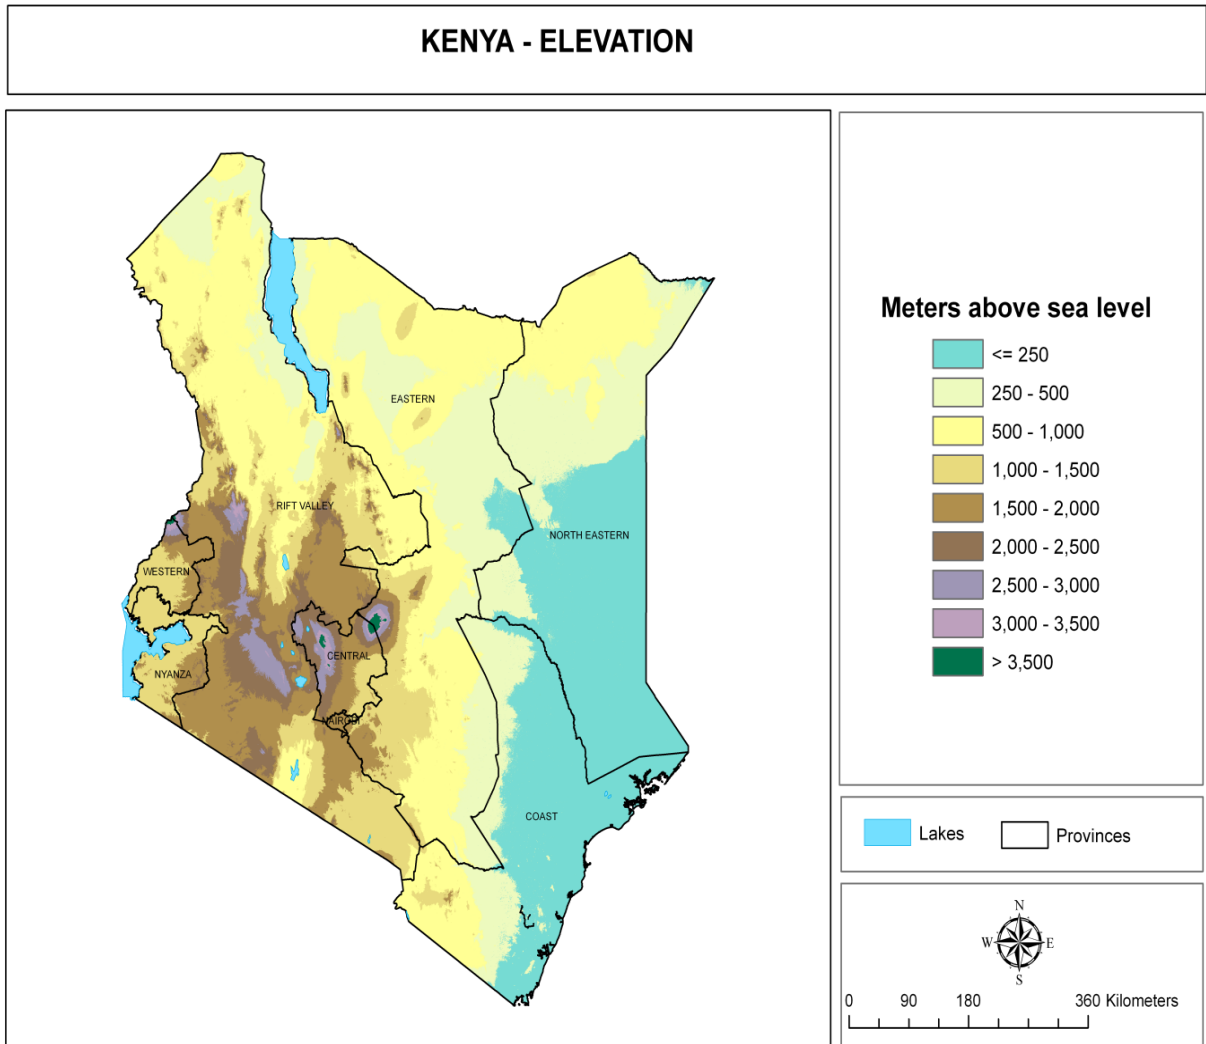 KENYA - ELEVATION
EASTERN
RIFT VALLEY
NORTH EASTERN
WESTERN
CENTRAL
NYANZA
NAIROBI
COAST
Meters above sea level
<= 250
250 - 500
500 - 1,000
1,000 - 1,500
1,500 - 2,000
2,000 - 2,500
2,500 - 3,000
3,000 - 3,500
> 3,500
Lakes
Provinces
N
W E
S
0 90 180 360 Kilometers